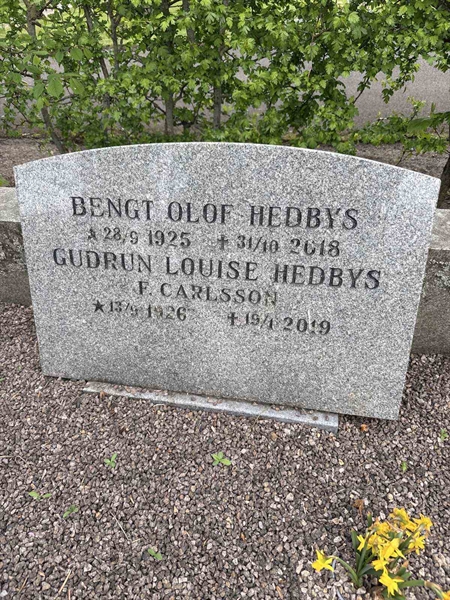 BENGT OLOF HEDBYS
★ 28/9 1925 ✝ 31/10 2018
GUDRUN LOUISE HEDBYS
F. CARLSSON
★ 13/9 1926 ✝ 19/1 2019